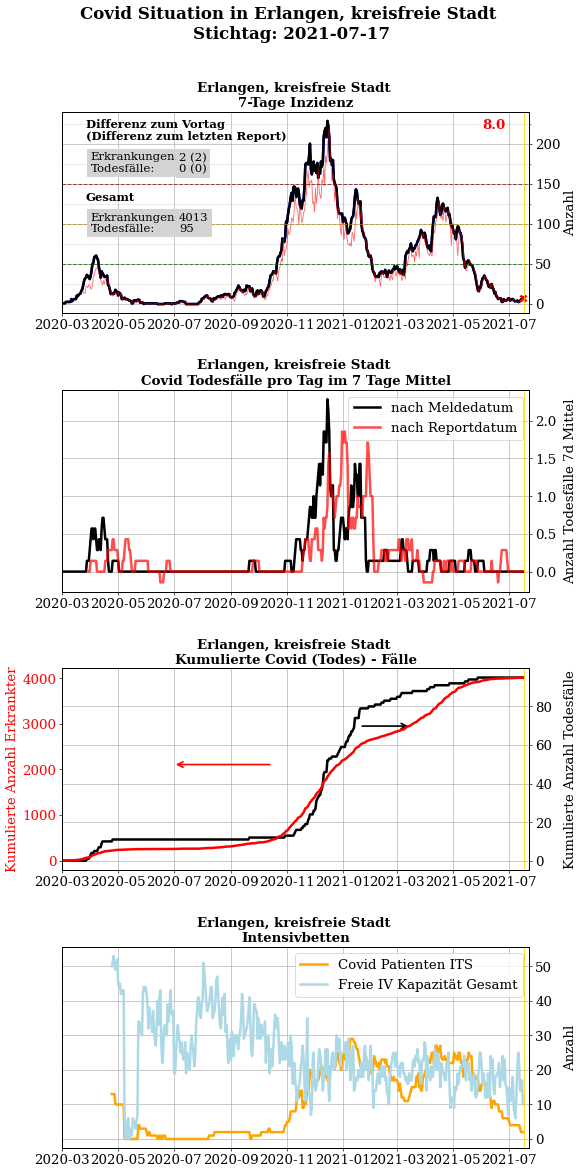 Covid Situation in Erlangen, kreisfreie Stadt
Stichtag: 2021-07-17
Erlangen, kreisfreie Stadt
7-Tage Inzidenz
Differenz zum Vortag
(Differenz zum letzten Report)
Erkrankungen 2 (2)
Todesfälle: 0 (0)
Gesamt
Erkrankungen 4013
Todesfälle: 95
8.0
200
150
100
50
0
Anzahl
2020-03 2020-05 2020-07 2020-09 2020-11 2021-01 2021-03 2021-05 2021-07
Erlangen, kreisfreie Stadt
Covid Todesfälle pro Tag im 7 Tage Mittel
nach Meldedatum
nach Reportdatum
2.0
1.5
1.0
0.5
0.0
Anzahl Todesfälle 7d Mittel
2020-03 2020-05 2020-07 2020-09 2020-11 2021-01 2021-03 2021-05 2021-07
Erlangen, kreisfreie Stadt
Kumulierte Covid (Todes) - Fälle
Kumulierte Anzahl Erkrankter
4000
3000
2000
1000
0
80
60
40
20
0
Kumulierte Anzahl Todesfälle
2020-03 2020-05 2020-07 2020-09 2020-11 2021-01 2021-03 2021-05 2021-07
Erlangen, kreisfreie Stadt
Intensivbetten
Covid Patienten ITS
Freie IV Kapazität Gesamt
50
40
30
20
10
0
Anzahl
2020-03 2020-05 2020-07 2020-09 2020-11 2021-01 2021-03 2021-05 2021-07